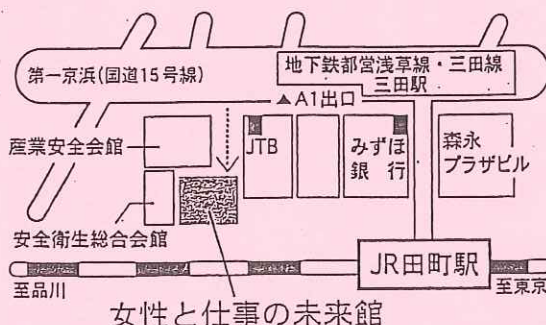 第一京浜(国道15号線)
地下鉄都営浅草線・三田線
三田駅
▲A1出口
産業安全会館
JTB
みずほ
銀行
森永
プラザビル
安全衛生総合会館
JR田町駅
至品川
至東京
女性と仕事の未来館